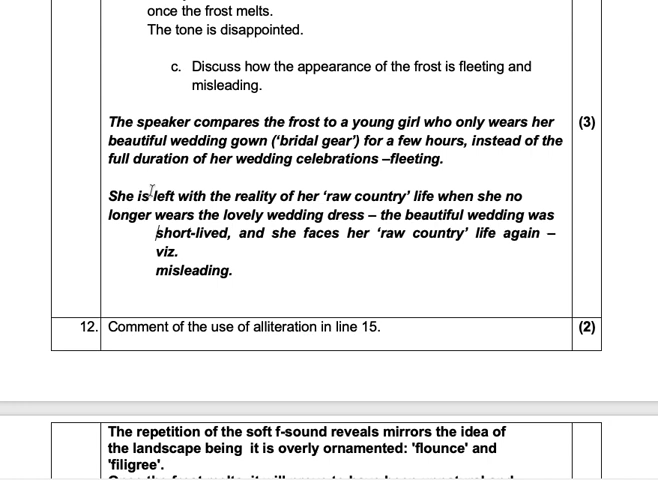 once the frost melts.
The tone is disappointed.
c. Discuss how the appearance of the frost is fleeting and
misleading.
The speaker compares the frost to a young girl who only wears her (3)
beautiful wedding gown (‘bridal gear’) for a few hours, instead of the
full duration of her wedding celebrations –fleeting.
She is left with the reality of her ‘raw country’ life when she no
longer wears the lovely wedding dress – the beautiful wedding was
short-lived, and she faces her ‘raw country’ life again –
viz.
misleading.
12. Comment of the use of alliteration in line 15. (2)
The repetition of the soft f-sound reveals mirrors the idea of
the landscape being it is overly ornamented: 'flounce' and
'filigree'.